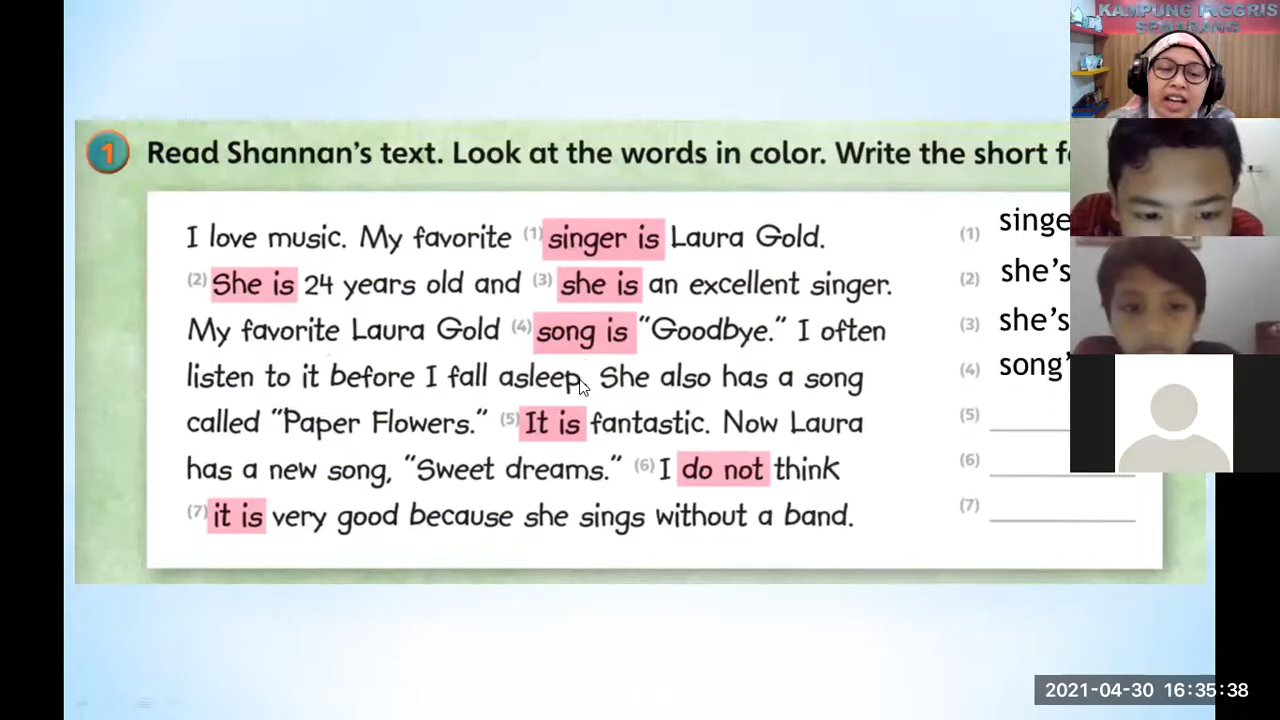 KAMPUNG INGGRIS
SEMARANG
1 Read Shannan's text. Look at the words in color. Write the short f
I love music. My favorite (1) singer is Laura Gold.
(2) She is 24 years old and (3) she is an excellent singer.
My favorite Laura Gold (4) song is "Goodbye." I often
listen to it before I fall asleep. She also has a song
called "Paper Flowers." (5) It is fantastic. Now Laura
has a new song, "Sweet dreams." (6) I do not think
(7) it is very good because she sings without a band.
(1) singe
(2) she's
(3) she's
(4) song'
(5)
(6)
(7)
2021-04-30 16:35:38